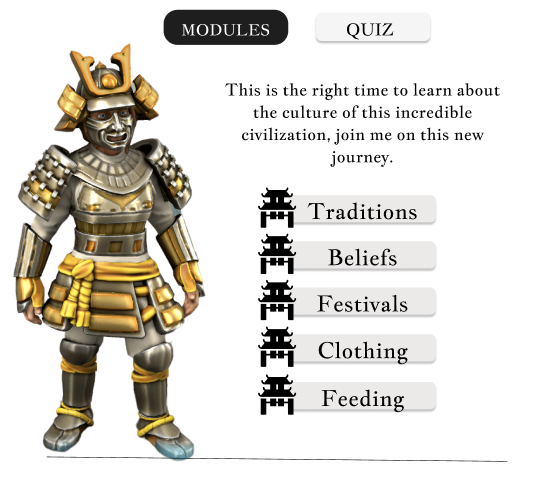 MODULES
QUIZ
This is the right time to learn about
the culture of this incredible
civilization, join me on this new
journey.
Traditions
Beliefs
Festivals
Clothing
Feeding